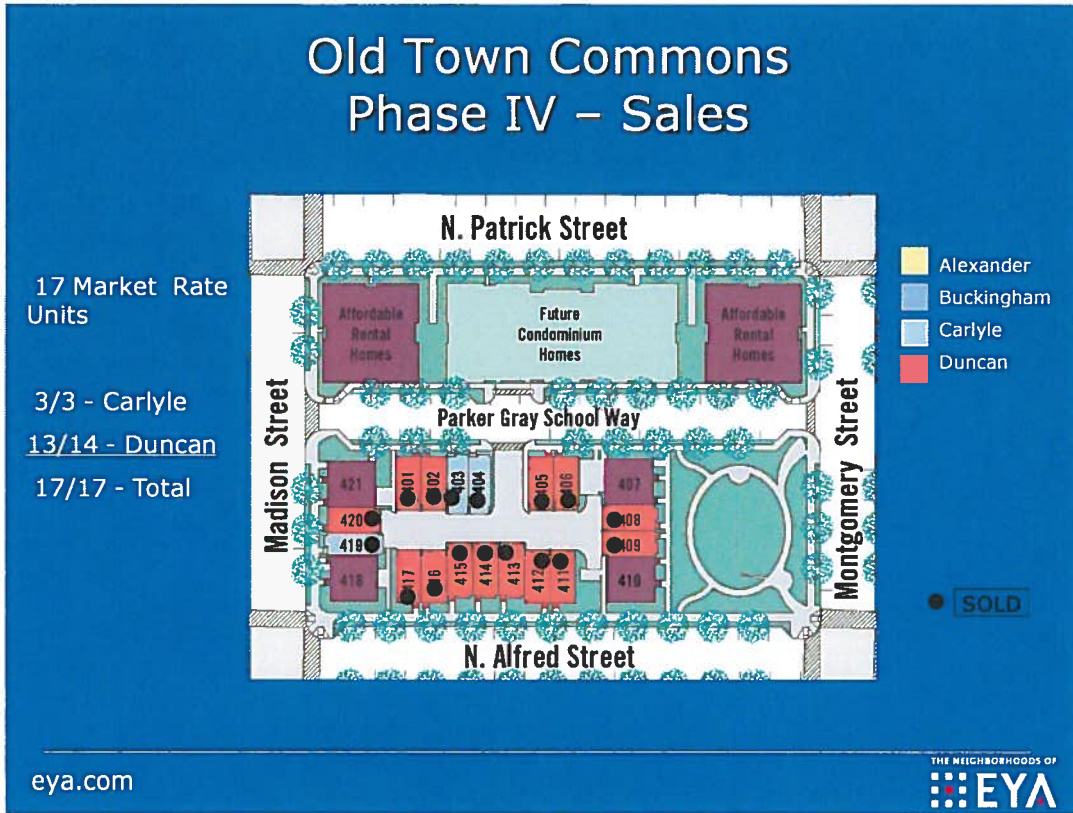 Old Town Commons
Phase IV – Sales
17 Market Rate
Units
3/3 - Carlyle
13/14 - Duncan
17/17 - Total
N. Patrick Street
Affordable
Rental
Homes
Future
Condominium
Homes
Affordable
Rental
Homes
Madison Street
Parker Gray School Way
Montgomery Street
421
401
402
403
404
405
406
407
420
408
419
409
418
417
416
415
414
413
412
411
410
N. Alfred Street
Alexander
Buckingham
Carlyle
Duncan
SOLD
eya.com
THE NEIGHBORHOODS OF
EYA